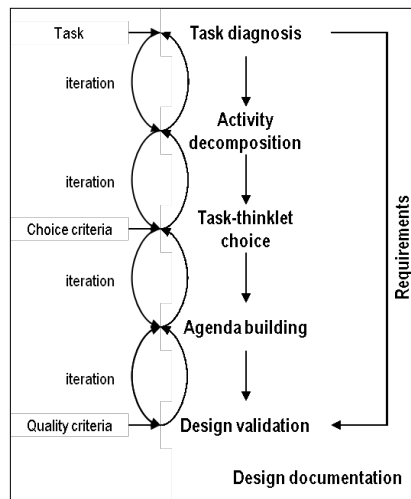 Task
Task diagnosis
iteration
Activity
decomposition
iteration
Choice criteria
Task-thinklet
choice
iteration
Agenda building
iteration
Quality criteria
Design validation
Requirements
Design documentation